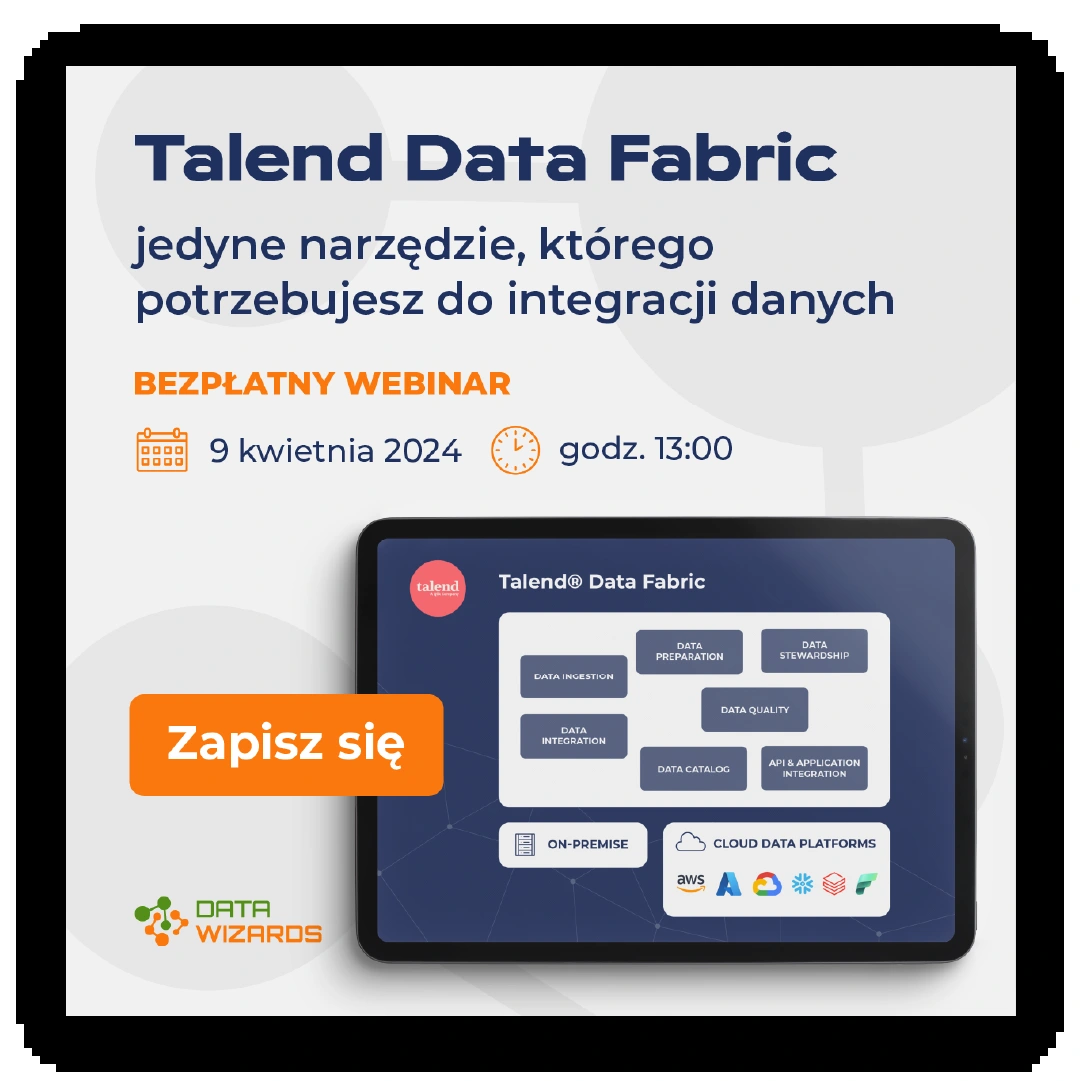 Talend Data Fabric
jedyne narzędzie, którego
potrzebujesz do integracji danych
BEZPŁATNY WEBINAR
9 kwietnia 2024
godz. 13:00
talend
Talend® Data Fabric
DATA INGESTION
DATA
PREPARATION
DATA
STEWARDSHIP
DATA QUALITY
DATA
INTEGRATION
DATA CATALOG
API & APPLICATION
INTEGRATION
Zapisz się
ON-PREMISE
CLOUD DATA PLATFORMS
aws
DATA
WIZARDS